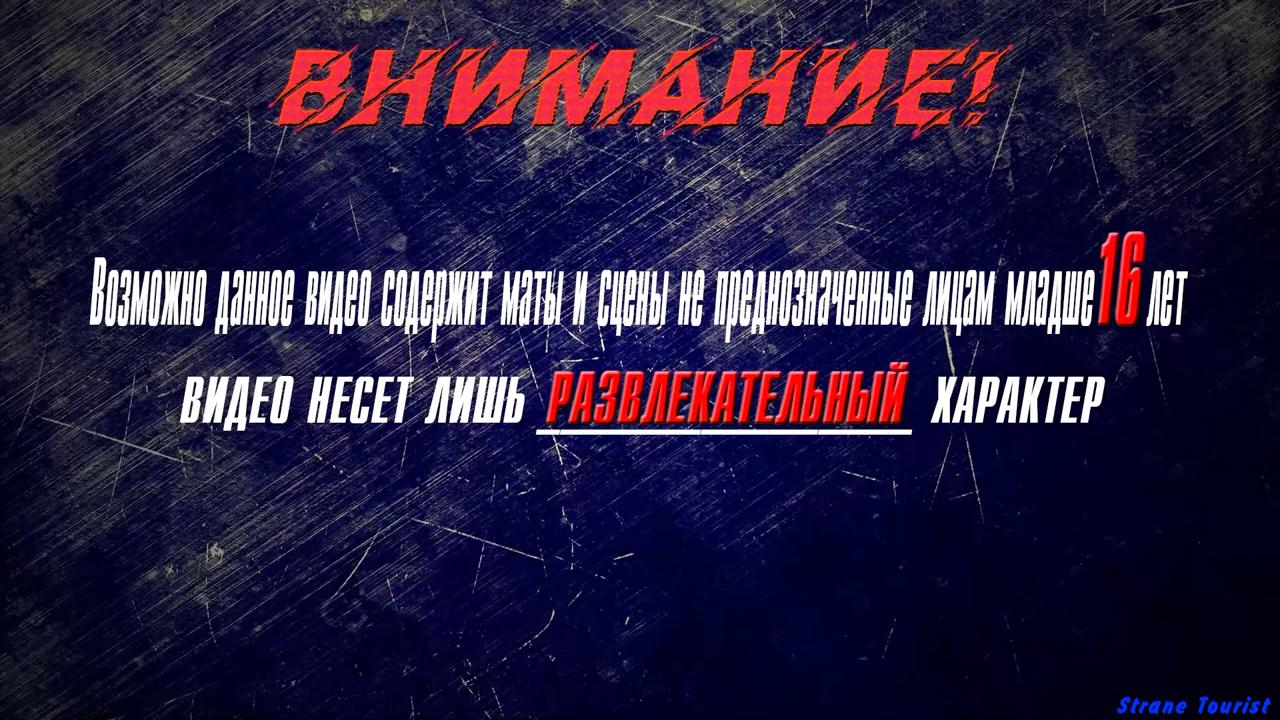 ВНИМАНИЕ!
Возможно данное видео содержит маты и сцены не преднозначенные лицам младше 16 лет
ВИДЕО НЕСЕТ ЛИШЬ РАЗВЛЕКАТЕЛЬНЫЙ ХАРАКТЕР
Strane Tourist